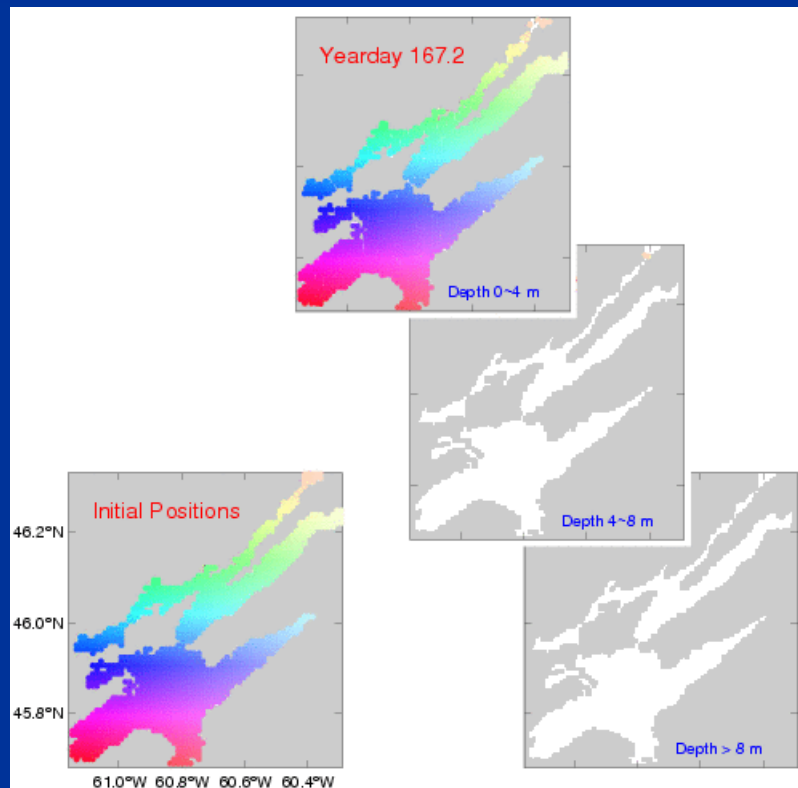 Yearday 167.2
Depth 0~4 m
Depth 4~8 m
Initial Positions
46.2°N
46.0°N
45.8°N
Depth > 8 m
61.0°W 60.8°W 60.6°W 60.4°W